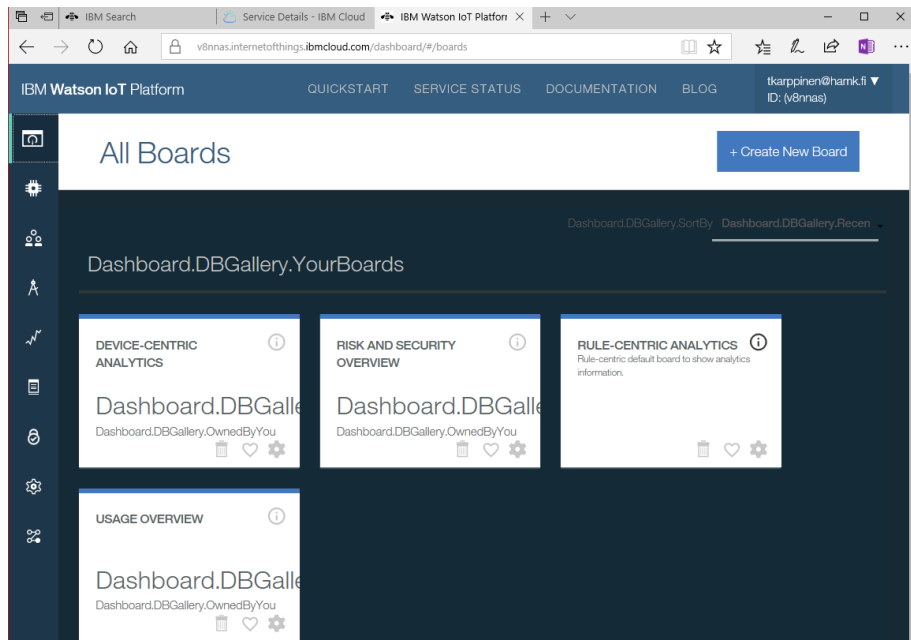 IBM Search
Service Details - IBM Cloud
IBM Watson IoT Platforr
v8nnas.internetofthings.ibmcloud.com/dashboard/#/boards
IBM Watson IoT Platform
QUICKSTART
SERVICE STATUS
DOCUMENTATION
BLOG
tkarppinen@hamk.fi ▼
ID: (v8nnas)
All Boards
+ Create New Board
Dashboard.DBGallery.SortBy Dashboard.DBGallery.Recen
Dashboard.DBGallery.YourBoards
DEVICE-CENTRIC
ANALYTICS
Dashboard.DBGalle
Dashboard.DBGallery.OwnedByYou
RISK AND SECURITY
OVERVIEW
Dashboard.DBGalle
Dashboard.DBGallery.OwnedByYou
RULE-CENTRIC ANALYTICS
Rule-centric default board to show analytics
information.
USAGE OVERVIEW
Dashboard.DBGalle
Dashboard.DBGallery.OwnedByYou